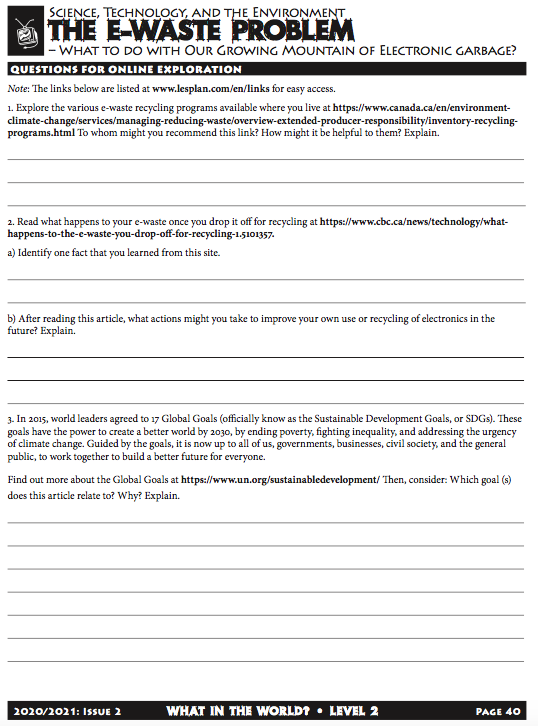 Science, Technology, and the Environment
The E-Waste Problem
– What to do with Our Growing Mountain of Electronic garbage?
Questions for Online Exploration
Note: The links below are listed at www.lesplan.com/en/links for easy access.
1. Explore the various e-waste recycling programs available where you live at https://www.canada.ca/en/environment-
climate-change/services/managing-reducing-waste/overview-extended-producer-responsibility/inventory-recycling-
programs.html To whom might you recommend this link? How might it be helpful to them? Explain.
2. Read what happens to your e-waste once you drop it off for recycling at https://www.cbc.ca/news/technology/what-
happens-to-the-e-waste-you-drop-off-for-recycling-1.5101357.
a) Identify one fact that you learned from this site.
b) After reading this article, what actions might you take to improve your own use or recycling of electronics in the
future? Explain.
3. In 2015, world leaders agreed to 17 Global Goals (officially know as the Sustainable Development Goals, or SDGs). These
goals have the power to create a better world by 2030, by ending poverty, fighting inequality, and addressing the urgency
of climate change. Guided by the goals, it is now up to all of us, governments, businesses, civil society, and the general
public, to work together to build a better future for everyone.
Find out more about the Global Goals at https://www.un.org/sustainabledevelopment/ Then, consider: Which goal (s)
does this article relate to? Why? Explain.
2020/2021: Issue 2 What in the World? • Level 2 Page 40